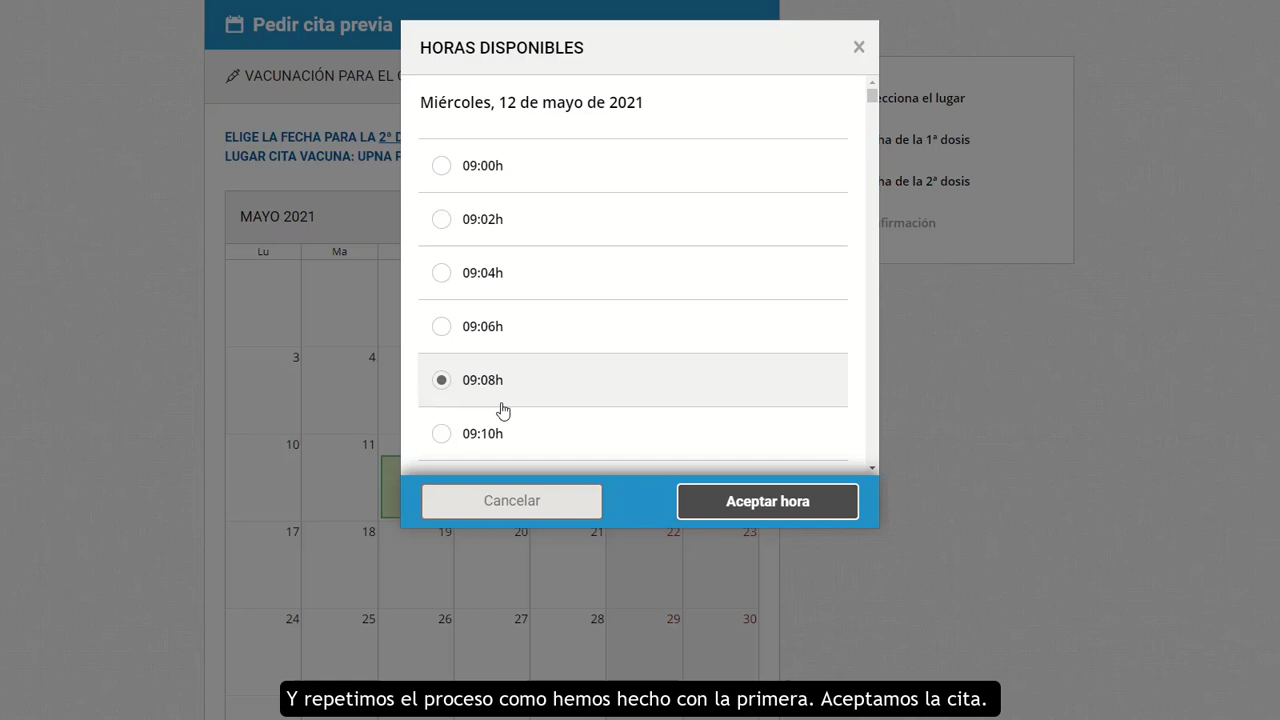 Pedir cita previa
VACUNACIÓN PARA EL
ELIGE LA FECHA PARA LA 2ª D
LUGAR CITA VACUNA: UPNA
MAYO 2021
Lu Ma
3 4
10 11
17 18 19 20 21 22 23
24 25 26 27 28 29 30
HORAS DISPONIBLES
×
Miércoles, 12 de mayo de 2021
09:00h
09:02h
09:04h
09:06h
09:08h
09:10h
Cancelar
Aceptar hora
ecciona el lugar
na de la 1ª dosis
na de la 2ª dosis
firmación
Y repetimos el proceso como hemos hecho con la primera. Aceptamos la cita.